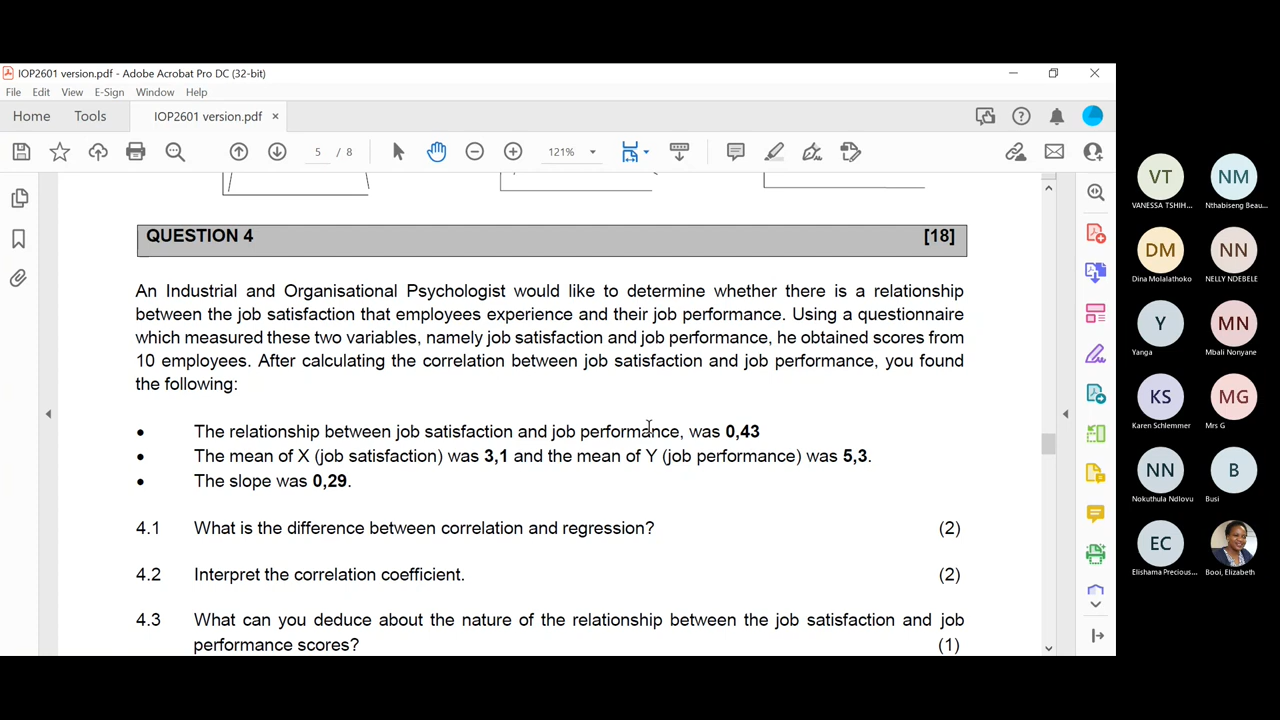 IOP2601 version.pdf - Adobe Acrobat Pro DC (32-bit)
File Edit View E-Sign Window Help
Home Tools IOP2601 version.pdf ×
5 / 8 121%
QUESTION 4 [18]
An Industrial and Organisational Psychologist would like to determine whether there is a relationship
between the job satisfaction that employees experience and their job performance. Using a questionnaire
which measured these two variables, namely job satisfaction and job performance, he obtained scores from
10 employees. After calculating the correlation between job satisfaction and job performance, you found
the following:
• The relationship between job satisfaction and job performance, was 0,43
• The mean of X (job satisfaction) was 3,1 and the mean of Y (job performance) was 5,3.
• The slope was 0,29.
4.1 What is the difference between correlation and regression? (2)
4.2 Interpret the correlation coefficient. (2)
4.3 What can you deduce about the nature of the relationship between the job satisfaction and job
performance scores? (1)
VT NM
VANESSA TSHIH... Nthabiseng Beau...
DM NN
Dina Molalathoko NELLY NDEBELE
Y MN
Yanga Mbali Nonyane
KS MG
Karen Schlemmer Mrs G
NN B
Nokuthula Ndlovu Busi
EC
Elishama Precious... Booi, Elizabeth